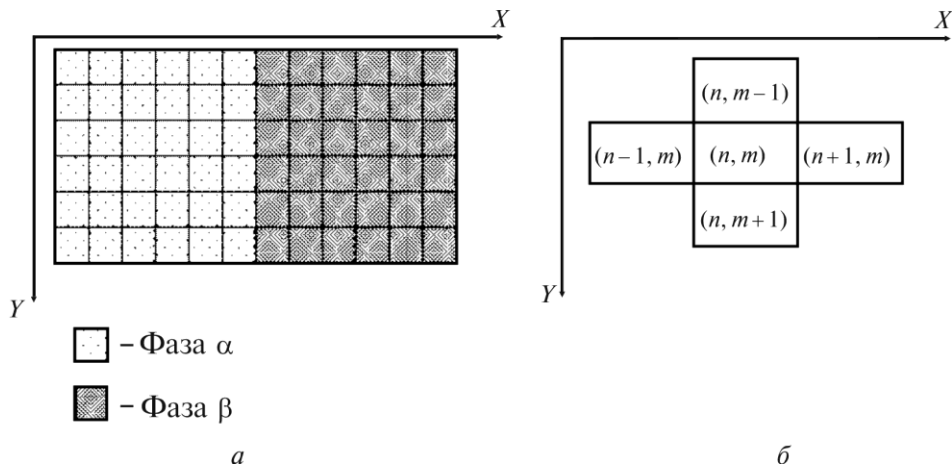 X
Y
– Фаза α
– Фаза β
а
X
(n, m–1)
(n–1, m) (n, m) (n+1, m)
(n, m+1)
Y
б